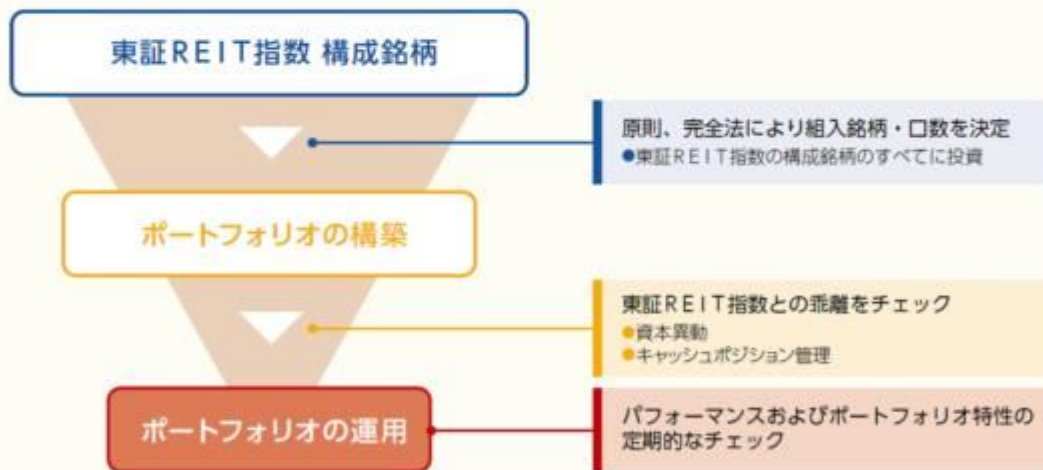 東証REIT指数 構成銘柄
原則、完全法により組入銘柄・口数を決定
●東証REIT指数の構成銘柄のすべてに投資
ポートフォリオの構築
東証REIT指数との乖離をチェック
●資本異動
●キャッシュポジション管理
ポートフォリオの運用
パフォーマンスおよびポートフォリオ特性の
定期的なチェック